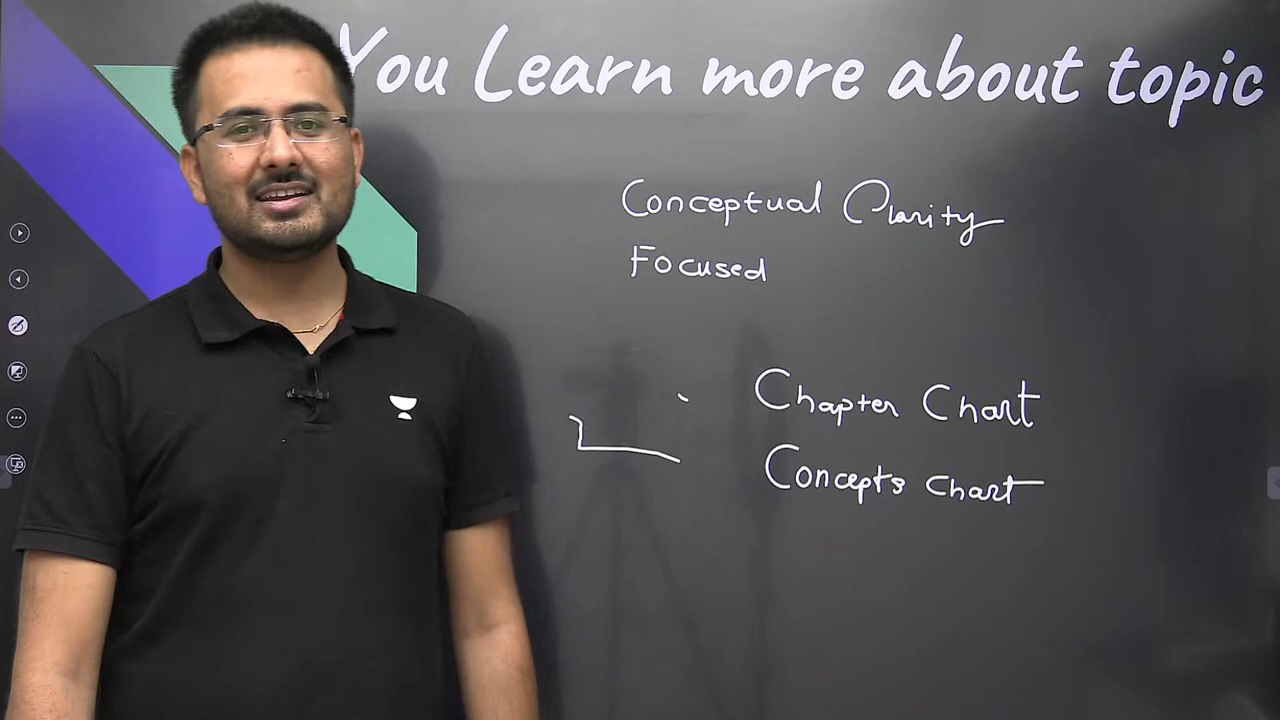 You Learn more about topic
Conceptual Clarity
Focused
Chapter Chart
Concepts Chart